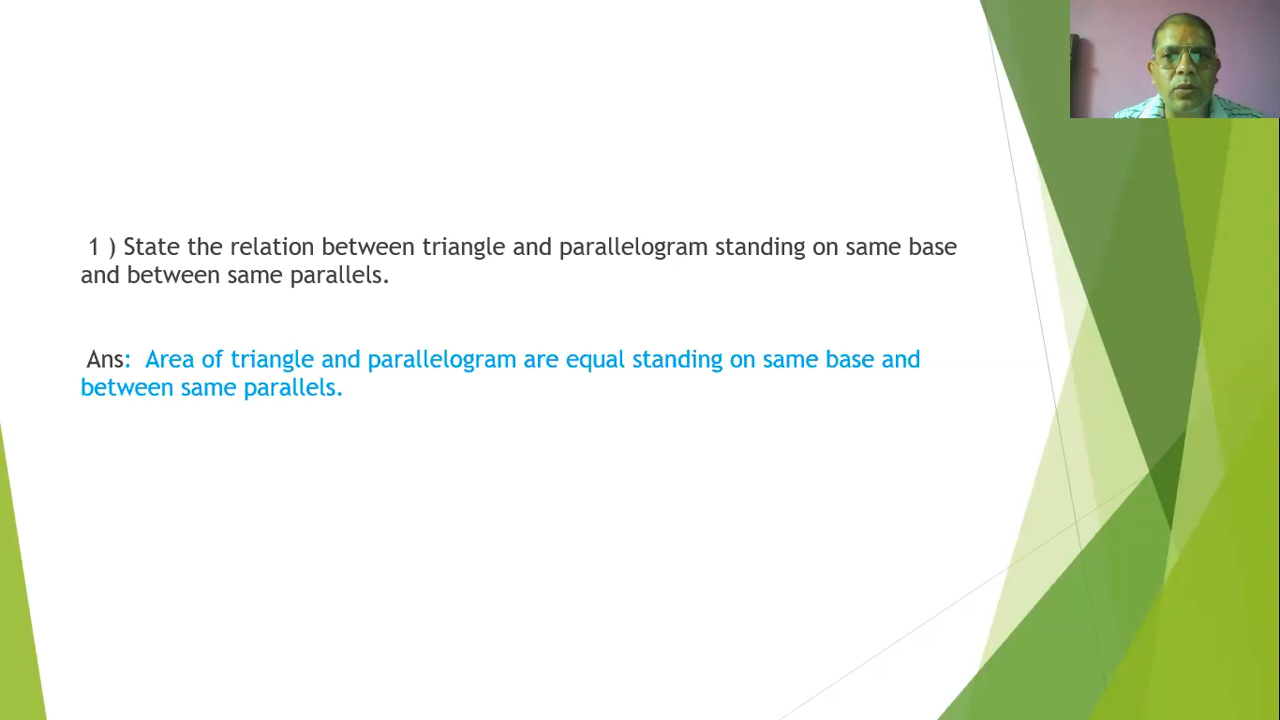 1 ) State the relation between triangle and parallelogram standing on same base
and between same parallels.
Ans: Area of triangle and parallelogram are equal standing on same base and
between same parallels.